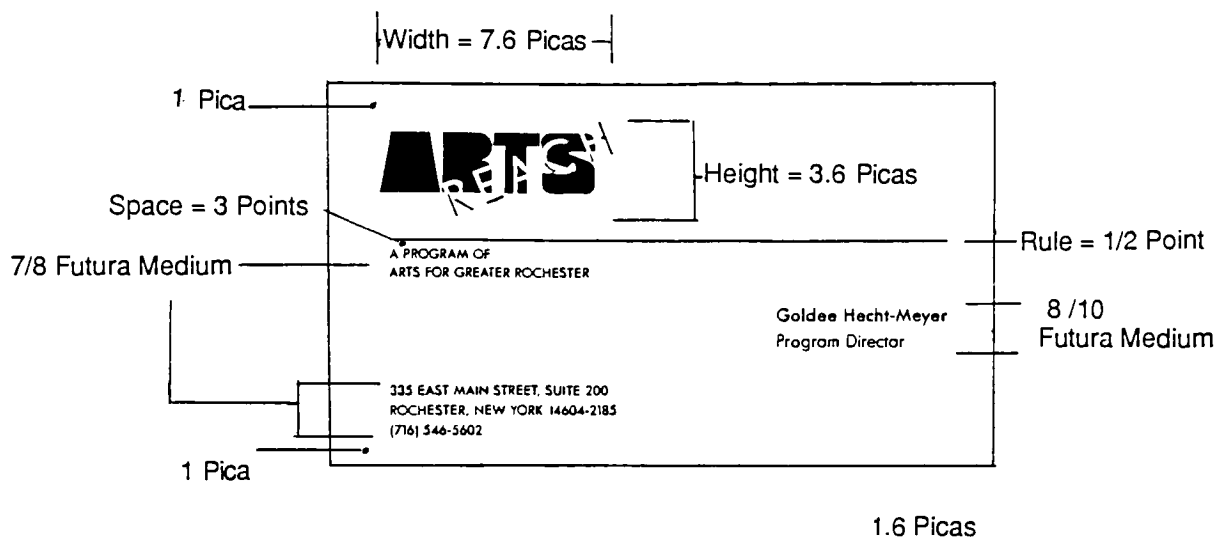 Width = 7.6 Picas
1 Pica
ARTS
REACH
Height = 3.6 Picas
Space = 3 Points
Rule = 1/2 Point
A PROGRAM OF
ARTS FOR GREATER ROCHESTER
7/8 Futura Medium
Goldee Hecht-Meyer
Program Director
8 /10
Futura Medium
335 EAST MAIN STREET, SUITE 200
ROCHESTER, NEW YORK 14604-2185
(716) 546-5602
1 Pica
1.6 Picas